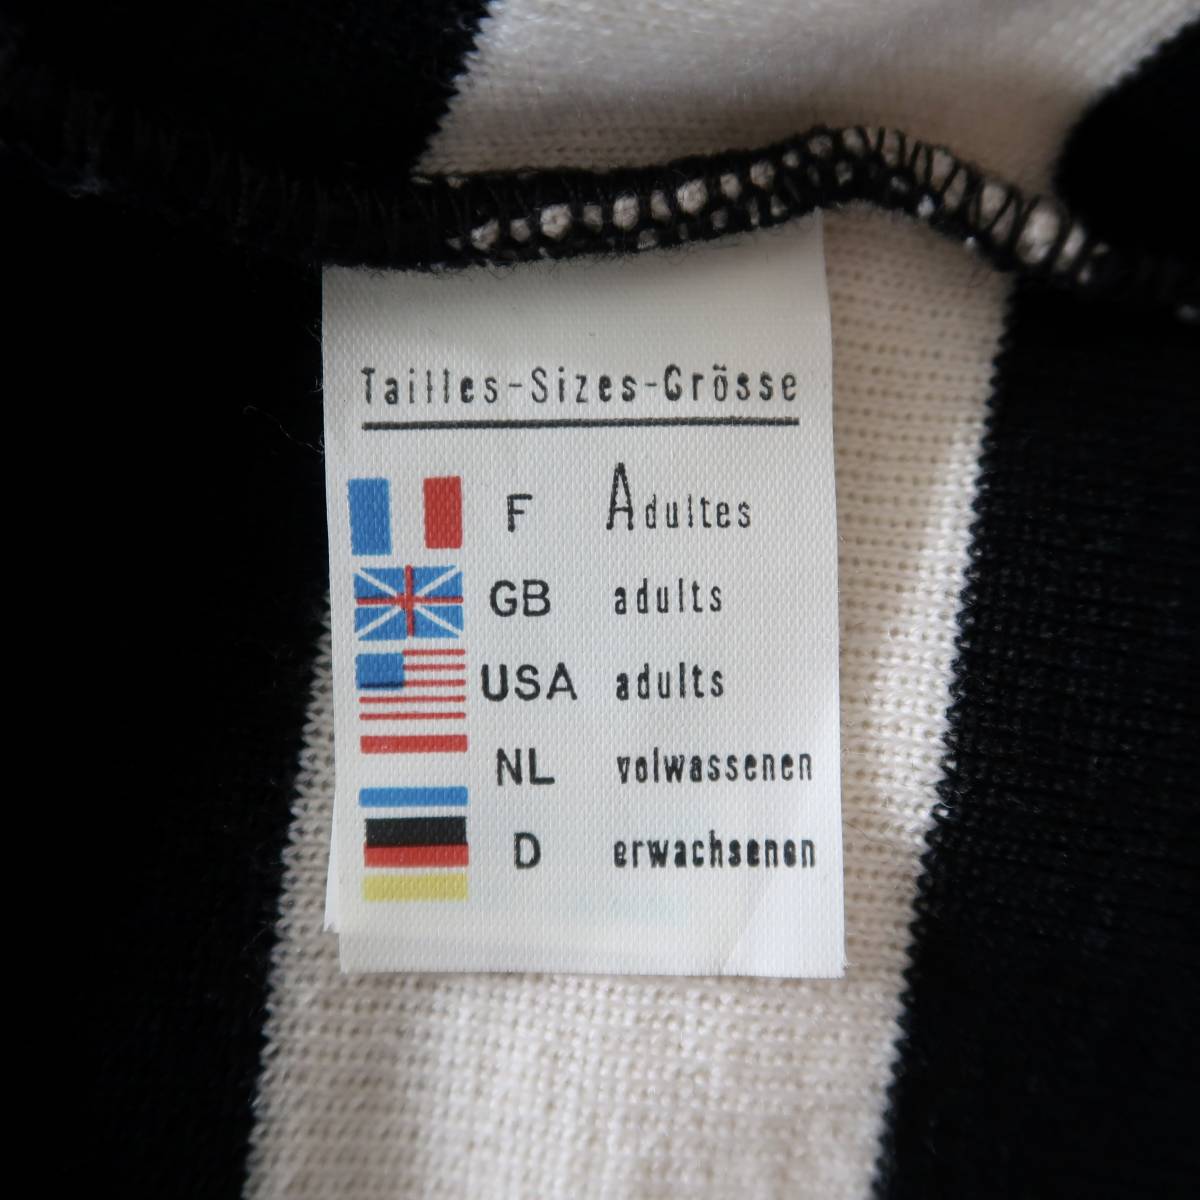 Tailles-Sizes-Grösse
F Adultes
GB adults
USA adults
NL volwassenen
D erwachsenen